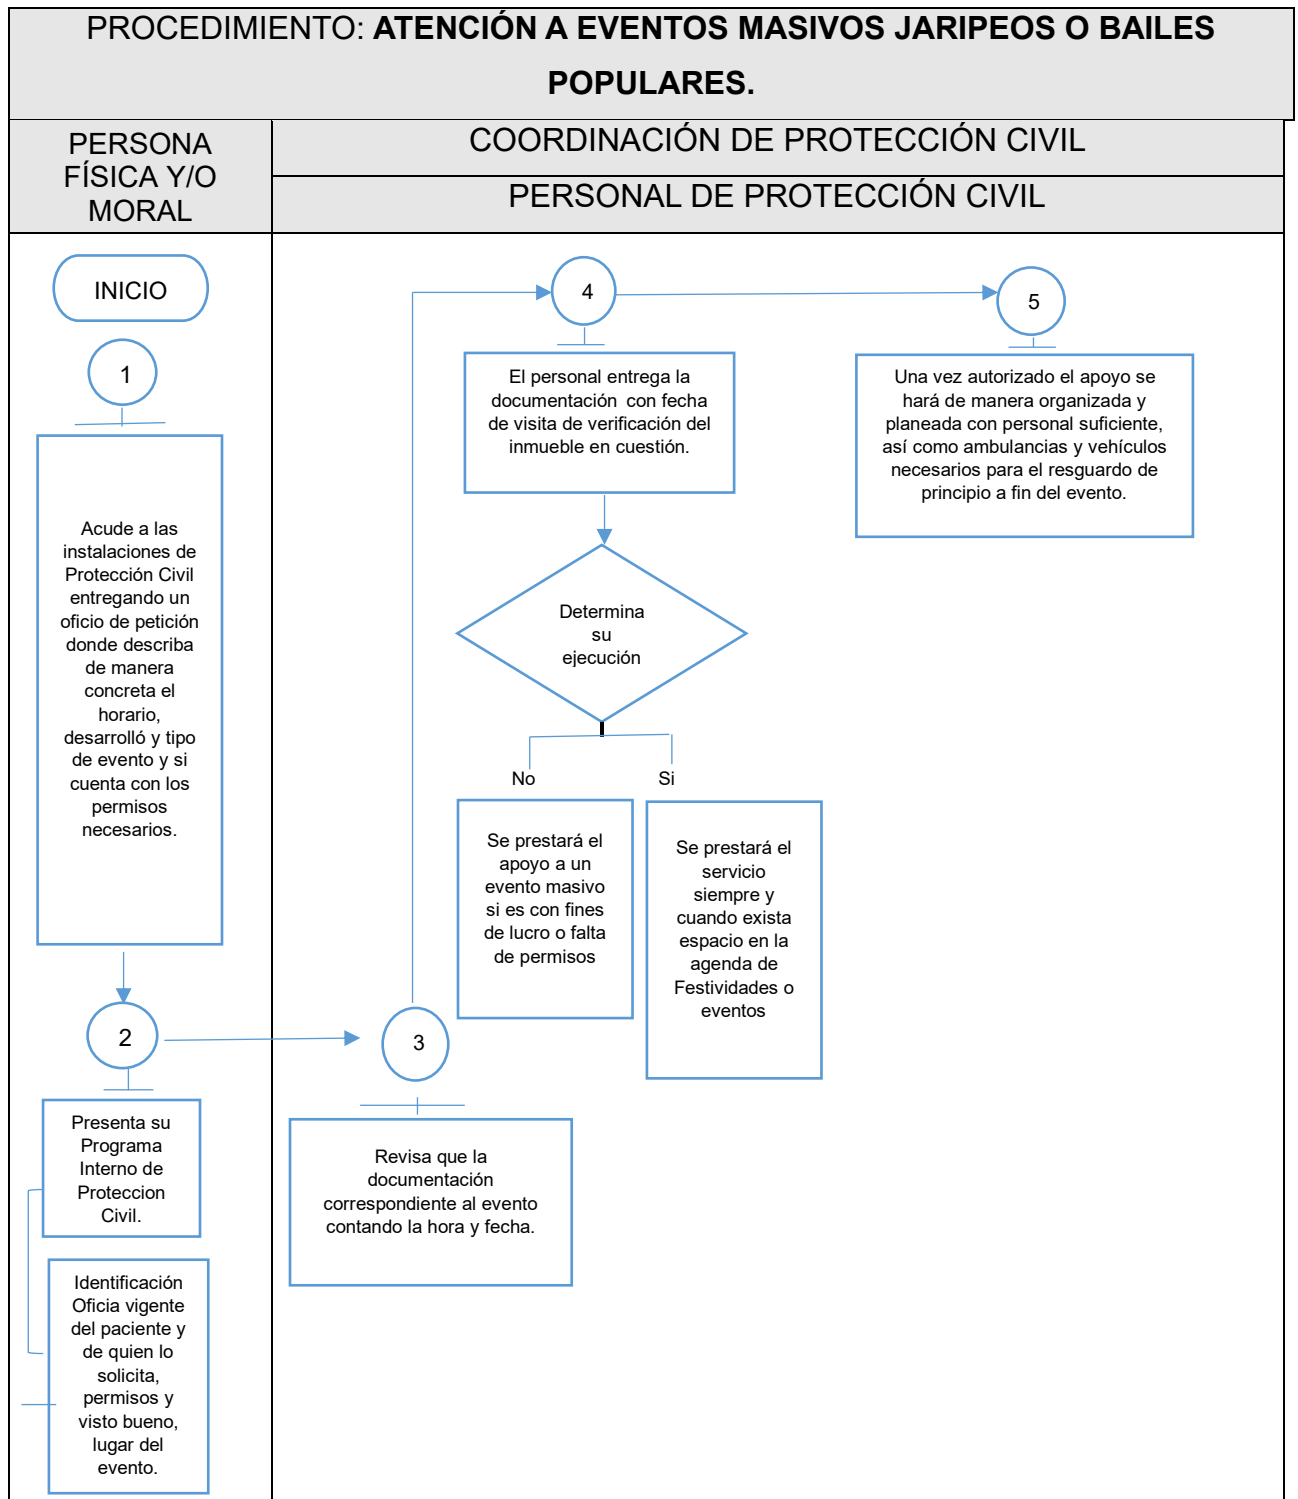 PROCEDIMIENTO: ATENCIÓN A EVENTOS MASIVOS JARIPEOS O BAILES
POPULARES.
PERSONA
FÍSICA Y/O
MORAL
COORDINACIÓN DE PROTECCIÓN CIVIL
PERSONAL DE PROTECCIÓN CIVIL
INICIO
1
Acude a las
instalaciones de
Protección Civil
entregando un
oficio de petición
donde describa
de manera
concreta el
horario,
desarrolló y tipo
de evento y si
cuenta con los
permisos
necesarios.
2
Presenta su
Programa
Interno de
Proteccion
Civil.
Identificación
Oficia vigente
del paciente y
de quien lo
solicita,
permisos y
visto bueno,
lugar del
evento.
3
Revisa que la
documentación
correspondiente al evento
contando la hora y fecha.
4
El personal entrega la
documentación con fecha
de visita de verificación del
inmueble en cuestión.
Determina
su
ejecución
No
Se prestará el
apoyo a un
evento masivo
si es con fines
de lucro o falta
de permisos
Si
Se prestará el
servicio
siempre y
cuando exista
espacio en la
agenda de
Festividades o
eventos
5
Una vez autorizado el apoyo se
hará de manera organizada y
planeada con personal suficiente,
así como ambulancias y vehículos
necesarios para el resguardo de
principio a fin del evento.